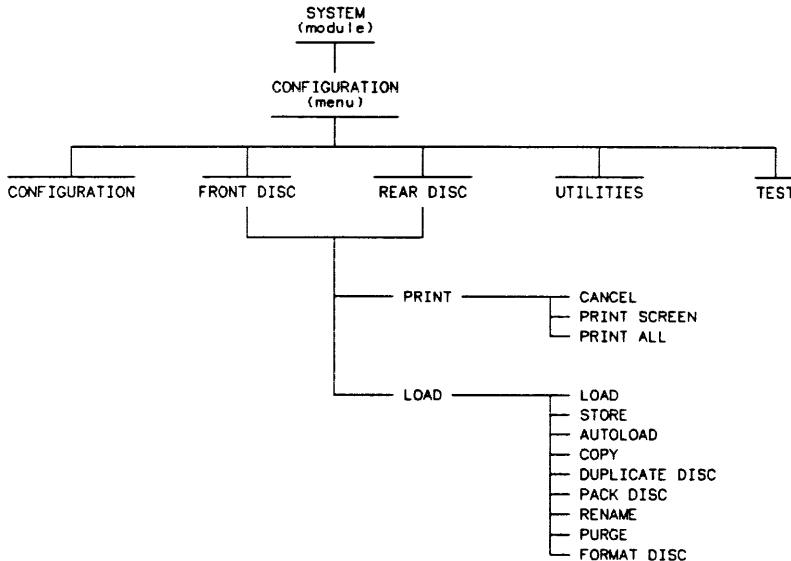 SYSTEM
(module)
CONFIGURATION
(menu)
CONFIGURATION FRONT DISC REAR DISC UTILITIES TEST
PRINT CANCEL
PRINT SCREEN
PRINT ALL
LOAD LOAD
STORE
AUTOLOAD
COPY
DUPLICATE DISC
PACK DISC
RENAME
PURGE
FORMAT DISC